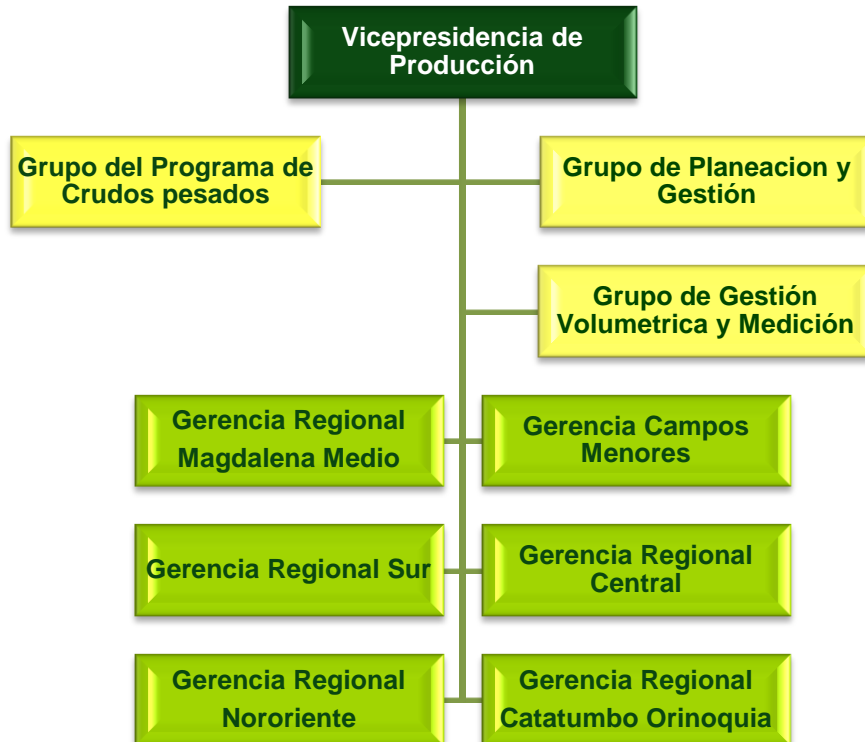 Vicepresidencia de
Producción
Grupo del Programa de
Crudos pesados
Grupo de Planeacion y
Gestión
Grupo de Gestión
Volumetrica y Medición
Gerencia Regional
Magdalena Medio
Gerencia Campos
Menores
Gerencia Regional Sur
Gerencia Regional
Central
Gerencia Regional
Nororiente
Gerencia Regional
Catatumbo Orinoquia